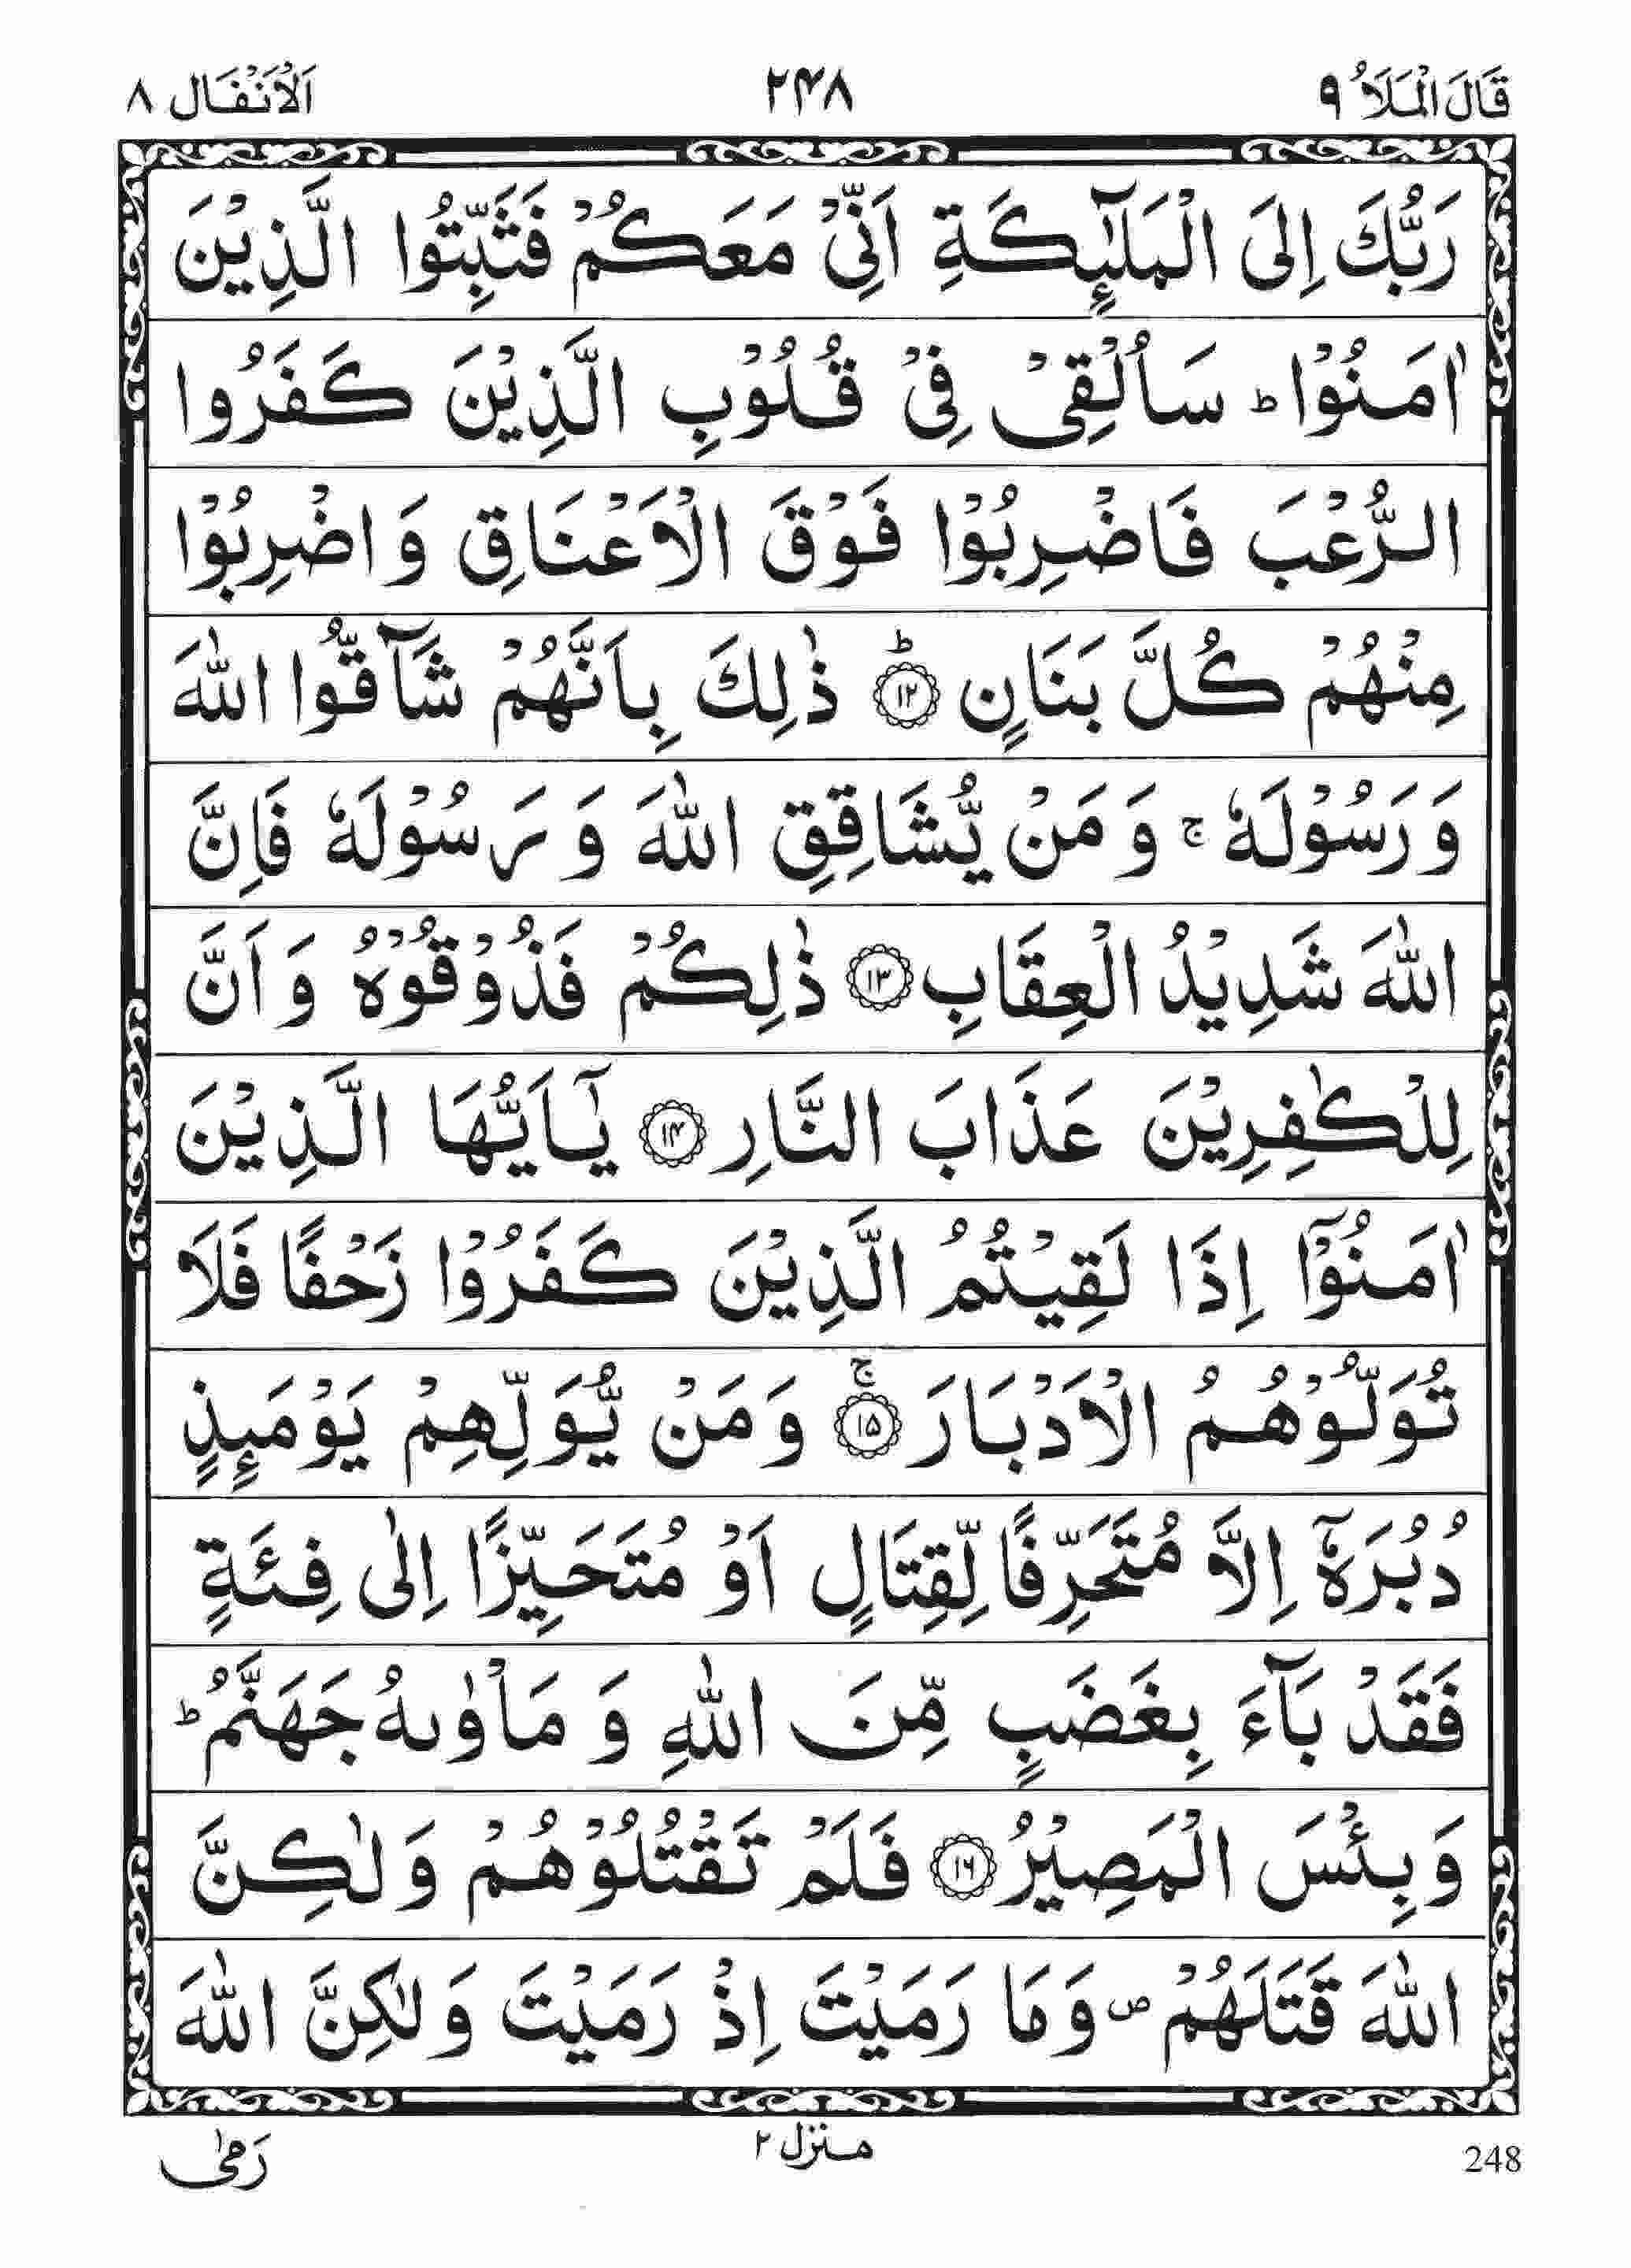 قَالَ الْمَلَاُ ۹ ۲۴۸ اَلْاَنْفَال ۸
رَبُّكَ اِلَى الْمَلٰٓئِكَةِ اَنِّيْ مَعَكُمْ فَثَبِّتُوا الَّذِيْنَ
اٰمَنُوْا ؕ سَاُلْقِيْ فِيْ قُلُوْبِ الَّذِيْنَ كَفَرُوا
الرُّعْبَ فَاضْرِبُوْا فَوْقَ الْاَعْنَاقِ وَاضْرِبُوْا
مِنْهُمْ كُلَّ بَنَانٍ ؕ ۱۲ ذٰلِكَ بِاَنَّهُمْ شَآقُّوا اللّٰهَ
وَ رَسُوْلَهٗ ۚ وَ مَنْ يُّشَاقِقِ اللّٰهَ وَ رَسُوْلَهٗ فَاِنَّ
اللّٰهَ شَدِيْدُ الْعِقَابِ ۱۳ ذٰلِكُمْ فَذُوْقُوْهُ وَ اَنَّ
لِلْكٰفِرِيْنَ عَذَابَ النَّارِ ۱۴ يٰۤاَيُّهَا الَّذِيْنَ
اٰمَنُوْۤا اِذَا لَقِيْتُمُ الَّذِيْنَ كَفَرُوْا زَحْفًا فَلَا
تُوَلُّوْهُمُ الْاَدْبَارَ ۚ ۱۵ وَ مَنْ يُّوَلِّهِمْ يَوْمَئِذٍ
دُبُرَهٗۤ اِلَّا مُتَحَرِّفًا لِّقِتَالٍ اَوْ مُتَحَيِّزًا اِلٰى فِئَةٍ
فَقَدْ بَآءَ بِغَضَبٍ مِّنَ اللّٰهِ وَ مَاْوٰىهُ جَهَنَّمُ ؕ
وَ بِئْسَ الْمَصِيْرُ ۱۶ فَلَمْ تَقْتُلُوْهُمْ وَلٰكِنَّ
اللّٰهَ قَتَلَهُمْ ۪ وَمَا رَمَيْتَ اِذْ رَمَيْتَ وَلٰكِنَّ اللّٰهَ
منزل ۲
رَمٰى
248